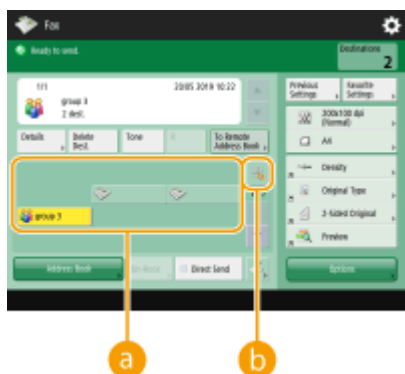 Fax
Ready to send.
Destinations
2
1/1
20/05 2019 10:22
group 3
2 dest.
Previous Settings
Favorite Settings
200x100 dpi (Normal)
A4
Details
Delete Dest.
Tone
R
To Remote Address Book
Density
Original Type
2-Sided Original
Preview
group 3
Address Book
On-Hook
Direct Send
Options
a
b